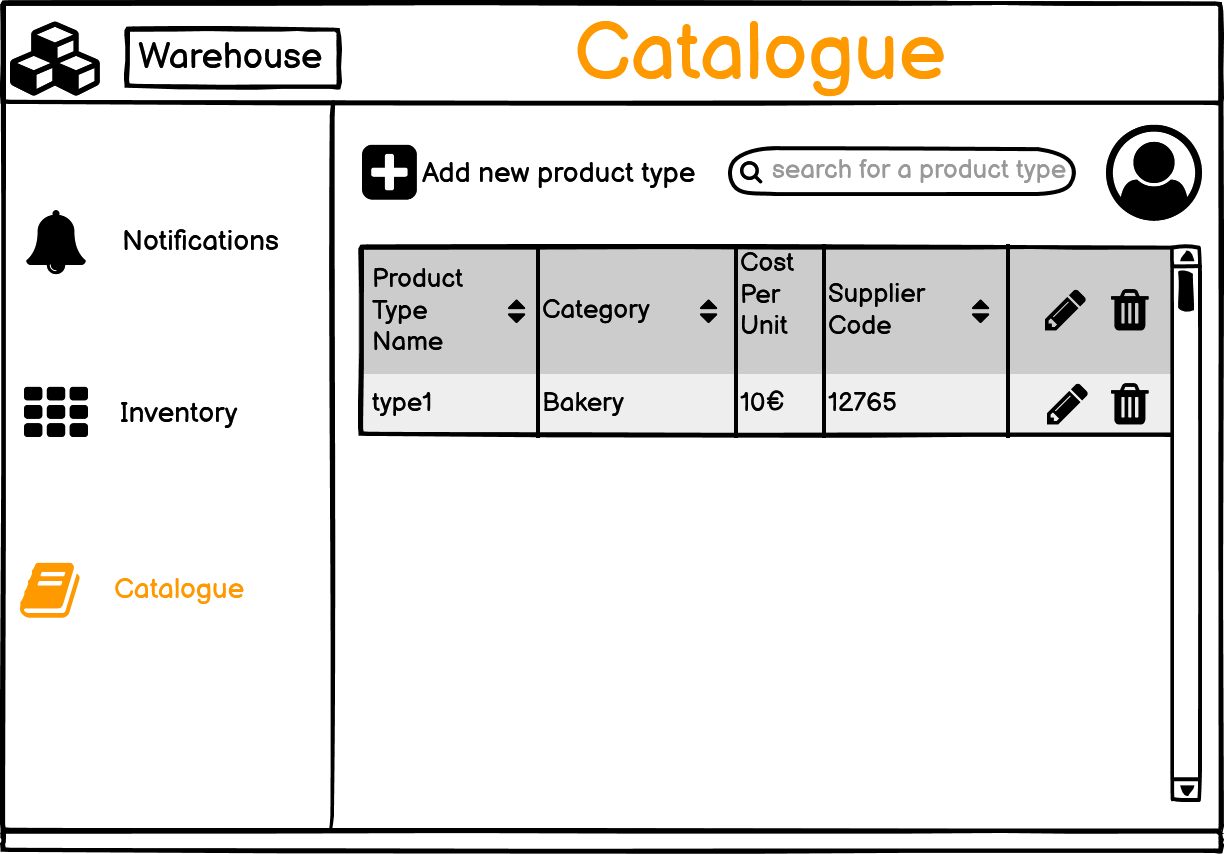 Warehouse
Catalogue
Add new product type
search for a product type
Notifications
Inventory
Catalogue
Product
Type
Name
Category
Cost
Per
Unit
Supplier
Code
type1
Bakery
10€
12765